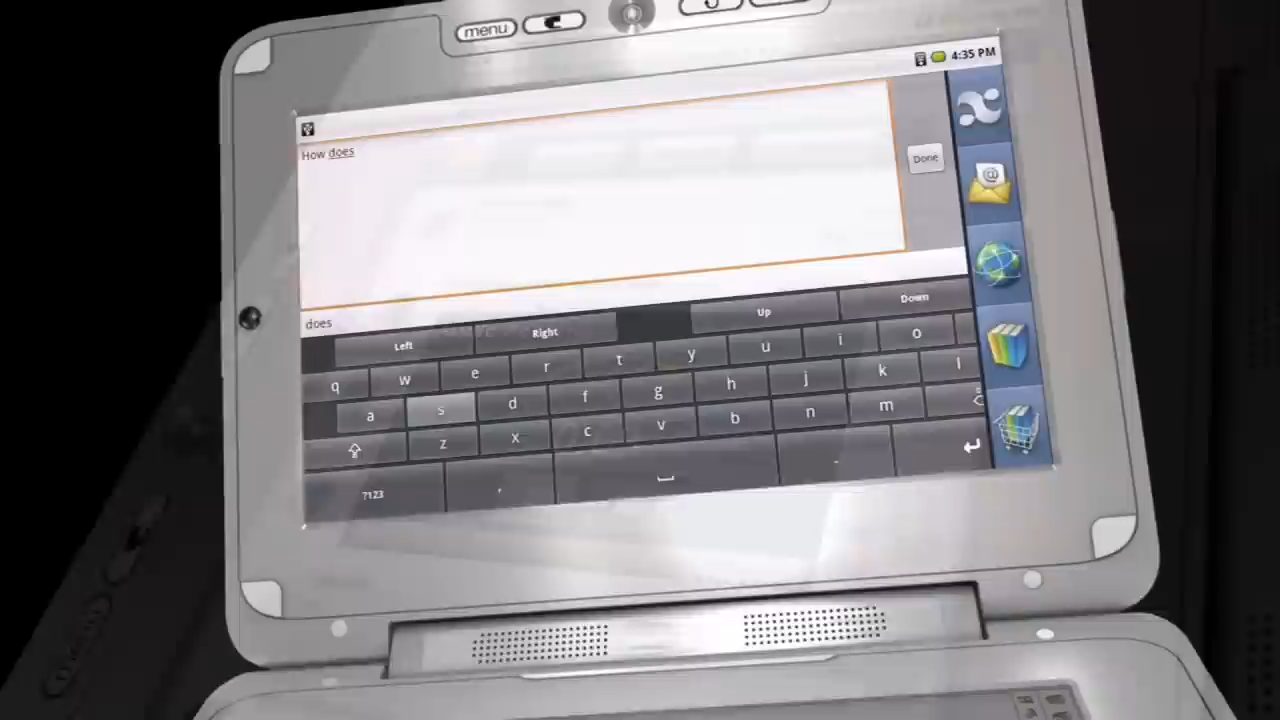 menu
4:35 PM
How does
Done
does
Left Right Up Down
q w e r t y u i o
a s d f g h j k l
z x c v b n m
?123 , .